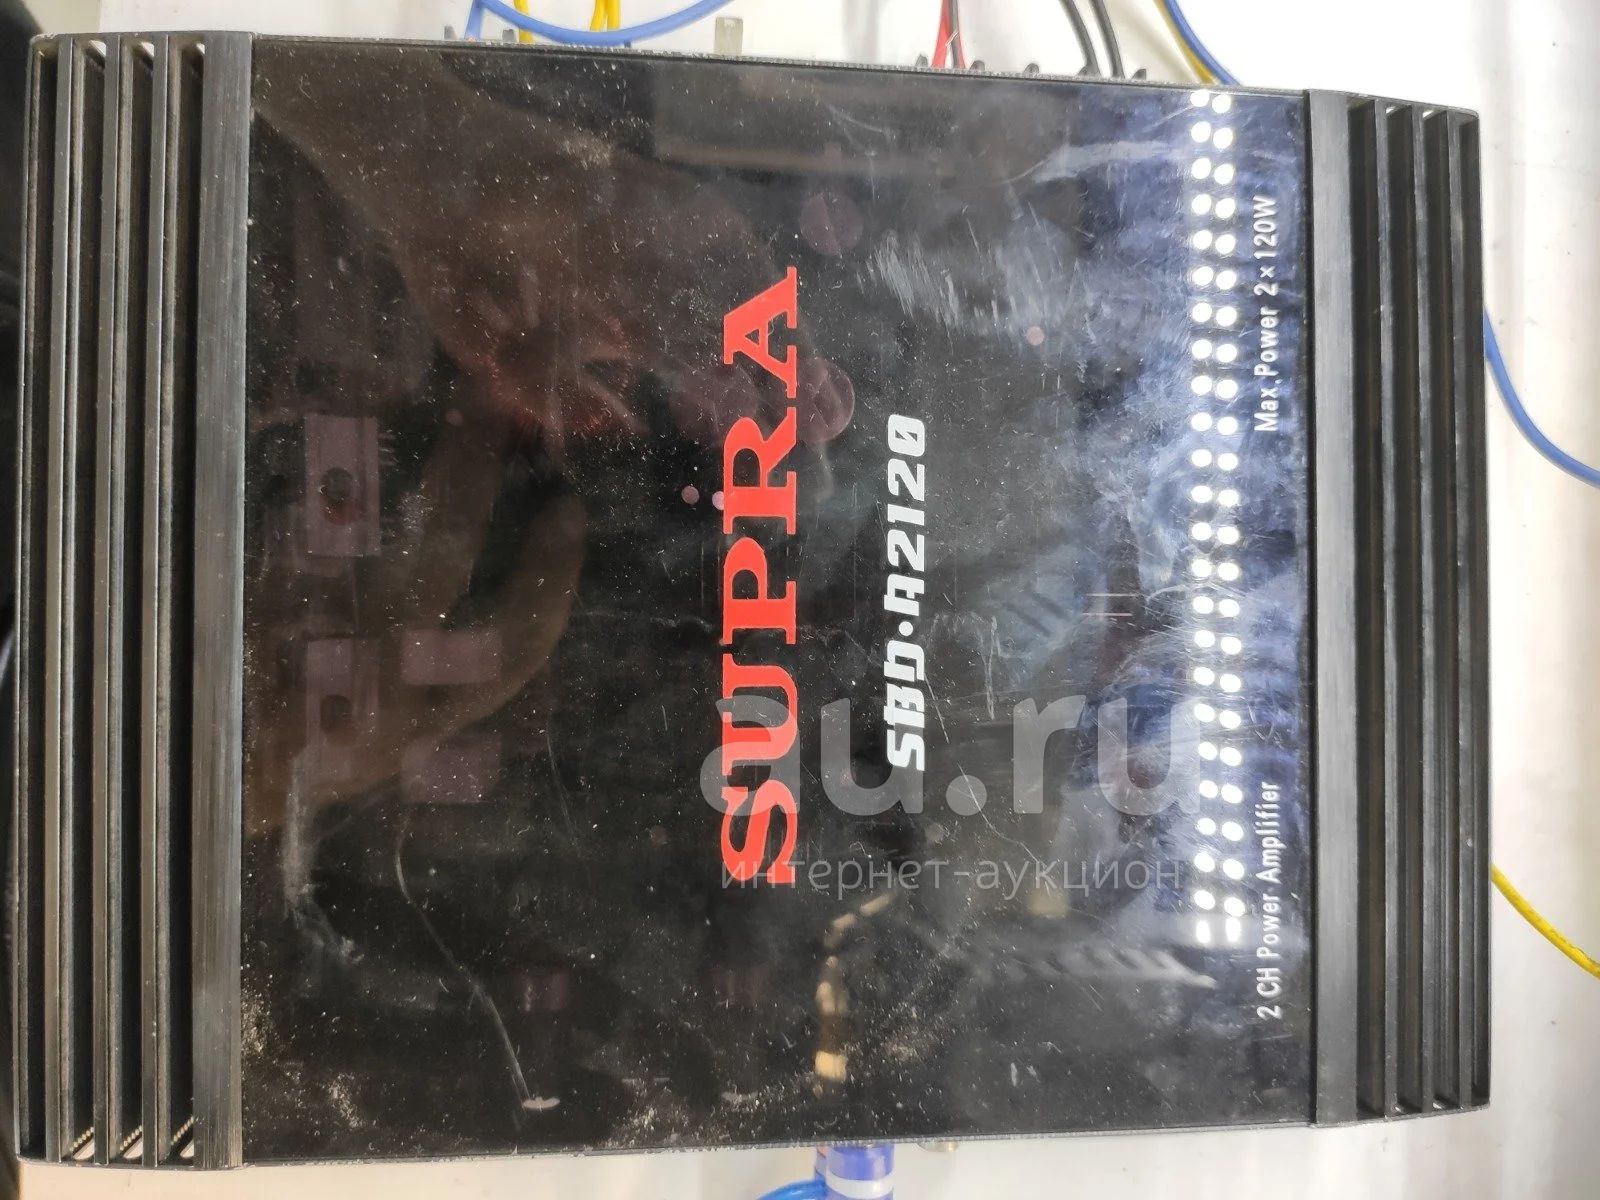 SUPRA
SBD·A2120
2 CH Power Amplifier
Max Power 2×120W
au.ru
интернет-аукцион